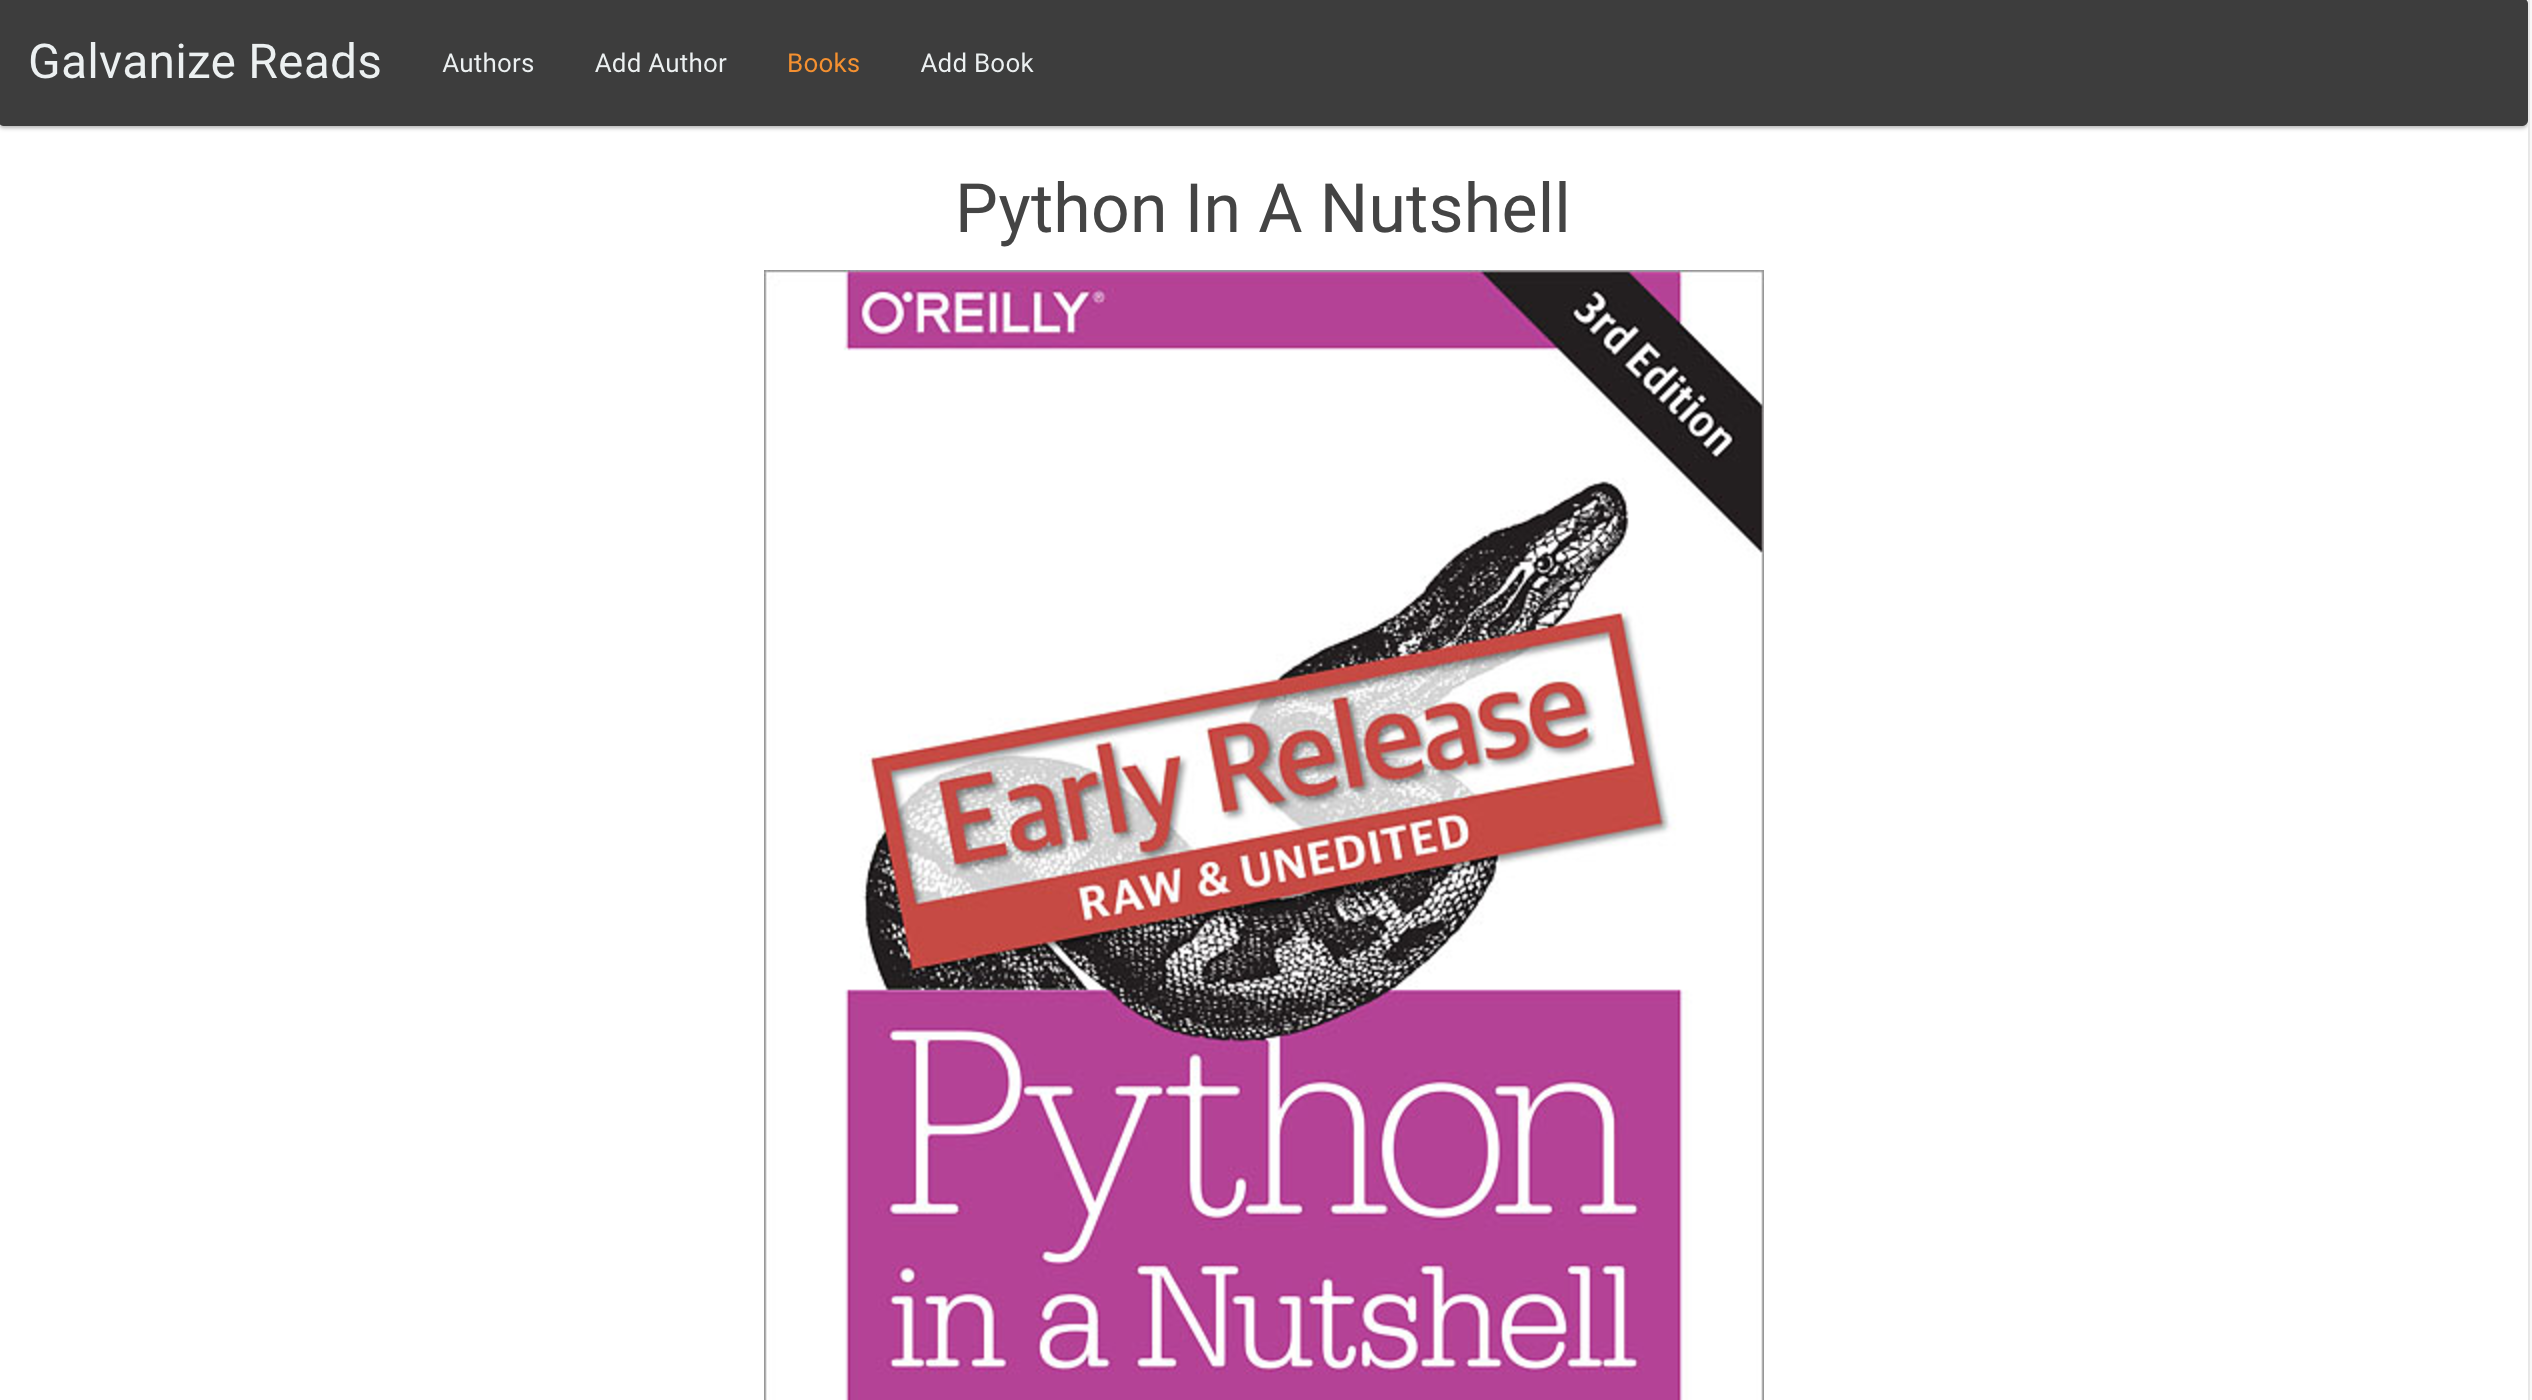 Galvanize Reads Authors Add Author Books Add Book
Python In A Nutshell
O'REILLY®
3rd Edition
Early Release
RAW & UNEDITED
Python
in a Nutshell